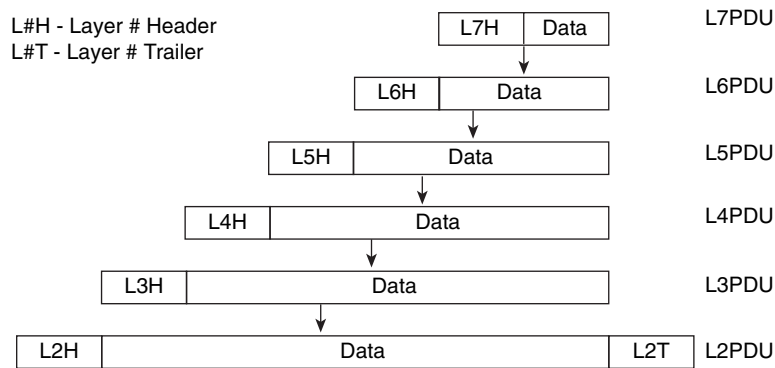 L#H - Layer # Header
L#T - Layer # Trailer
L7H Data L7PDU
L6H Data L6PDU
L5H Data L5PDU
L4H Data L4PDU
L3H Data L3PDU
L2H Data L2T L2PDU